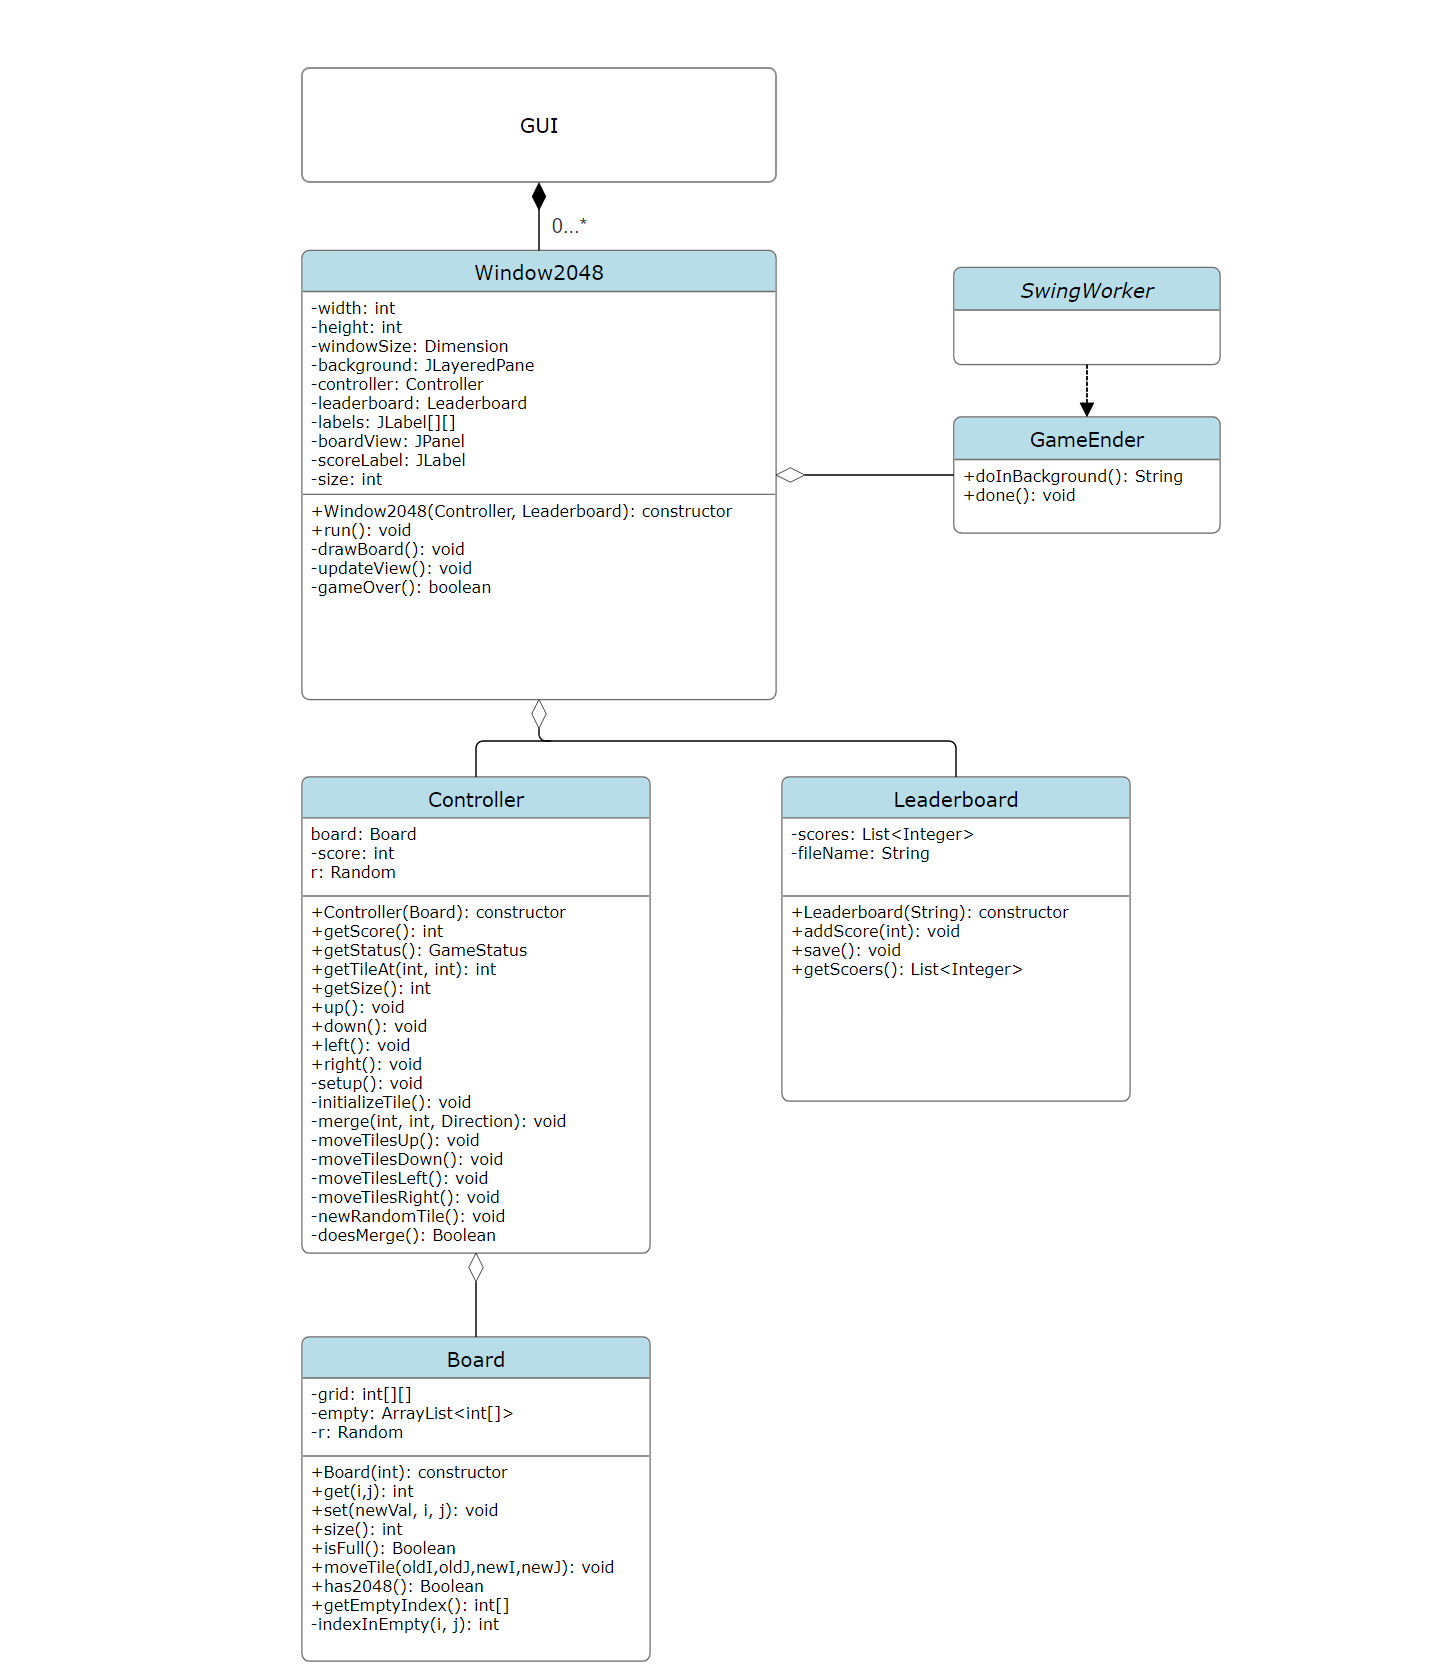 GUI
0...*
Window2048
-width: int
-height: int
-windowSize: Dimension
-background: JLayeredPane
-controller: Controller
-leaderboard: Leaderboard
-labels: JLabel[][]
-boardView: JPanel
-scoreLabel: JLabel
-size: int
+Window2048(Controller, Leaderboard): constructor
+run(): void
-drawBoard(): void
-updateView(): void
-gameOver(): boolean
SwingWorker
GameEnder
+doInBackground(): String
+done(): void
Controller
board: Board
-score: int
r: Random
+Controller(Board): constructor
+getScore(): int
+getStatus(): GameStatus
+getTileAt(int, int): int
+getSize(): int
+up(): void
+down(): void
+left(): void
+right(): void
-setup(): void
-initializeTile(): void
-merge(int, int, Direction): void
-moveTilesUp(): void
-moveTilesDown(): void
-moveTilesLeft(): void
-moveTilesRight(): void
-newRandomTile(): void
-doesMerge(): Boolean
Leaderboard
-scores: List<Integer>
-fileName: String
+Leaderboard(String): constructor
+addScore(int): void
+save(): void
+getScoers(): List<Integer>
Board
-grid: int[][]
-empty: ArrayList<int[]>
-r: Random
+Board(int): constructor
+get(i,j): int
+set(newVal, i, j): void
+size(): int
+isFull(): Boolean
+moveTile(oldI,oldJ,newI,newJ): void
+has2048(): Boolean
+getEmptyIndex(): int[]
-indexInEmpty(i, j): int